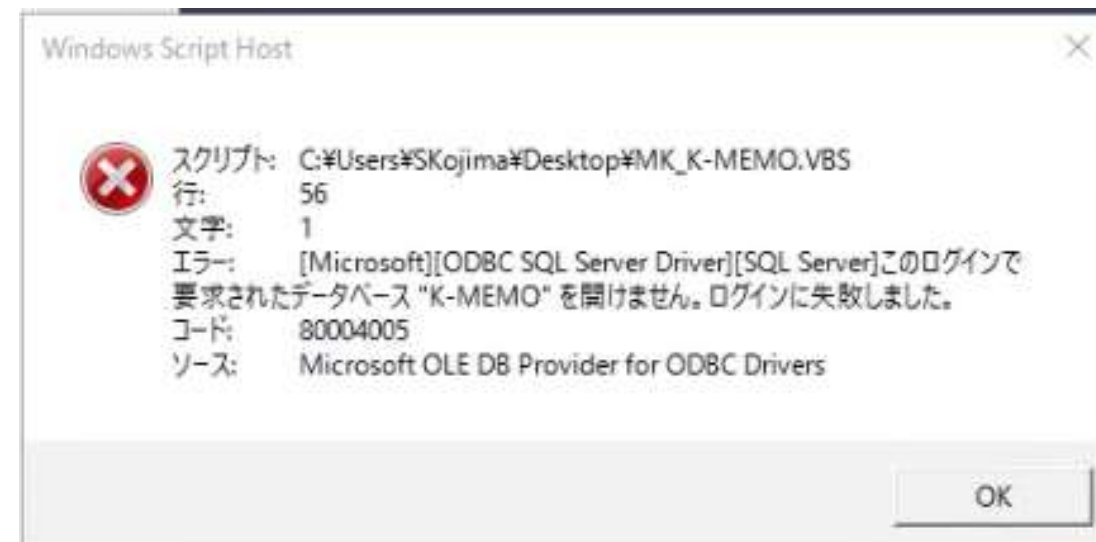 Windows Script Host
スクリプト: C:¥Users¥SKojima¥Desktop¥MK_K-MEMO.VBS
行: 56
文字: 1
エラー: [Microsoft][ODBC SQL Server Driver][SQL Server]このログインで
要求されたデータベース "K-MEMO" を開けません。ログインに失敗しました。
コード: 80004005
ソース: Microsoft OLE DB Provider for ODBC Drivers
OK